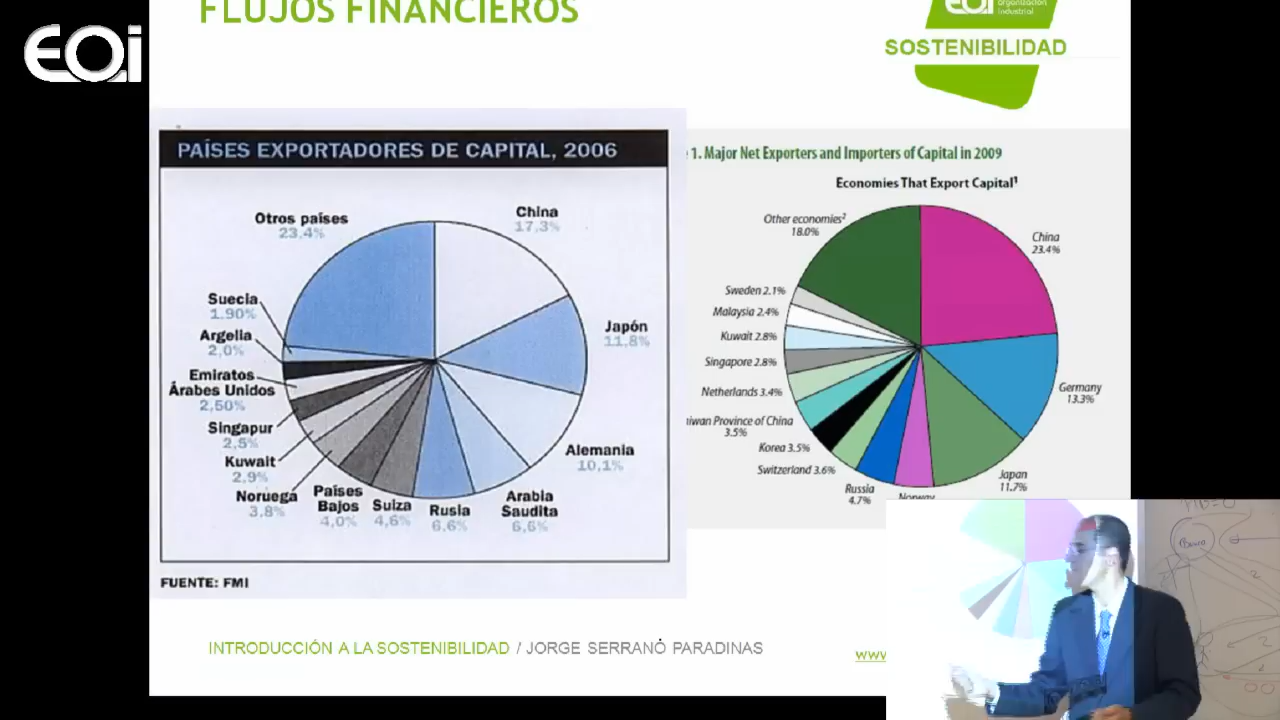 FLUJOS FINANCIEROS
EOi
EOi
organización
industrial
SOSTENIBILIDAD
PAÍSES EXPORTADORES DE CAPITAL, 2006
Otros países
23,4%
China
17,3%
Japón
11,8%
Alemania
10,1%
Arabia
Saudita
6,6%
Rusia
6.6%
Suiza
4,6%
Países
Bajos
4,0%
Noruega
3.8%
Kuwait
2.9%
Singapur
2,5%
Emiratos
Árabes Unidos
2,50%
Argelia
2,0%
Suecia
1.90%
FUENTE: FMI
1. Major Net Exporters and Importers of Capital in 2009
Economies That Export Capital¹
Other economies²
18.0%
China
23.4%
Germany
13.3%
Japan
11.7%
Norway
Russia
4.7%
Switzerland 3.6%
Korea 3.5%
iwan Province of China
3.5%
Netherlands 3.4%
Singapore 2.8%
Kuwait 2.8%
Malaysia 2.4%
Sweden 2.1%
INTRODUCCIÓN A LA SOSTENIBILIDAD / JORGE SERRANO PARADINAS
www